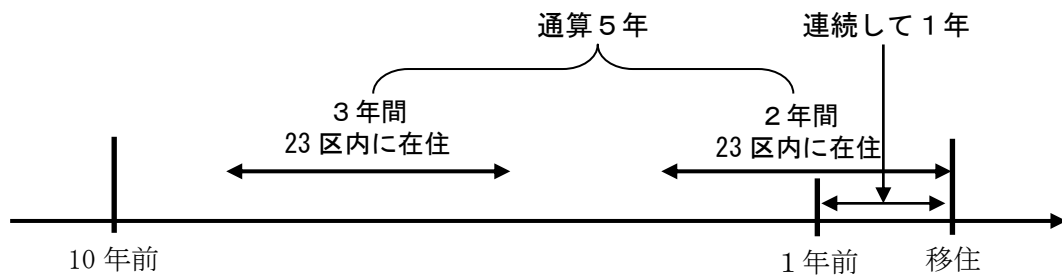 通算５年
連続して１年
３年間
23 区内に在住
２年間
23 区内に在住
10 年前
１年前
移住